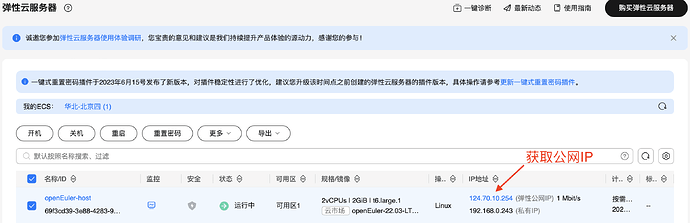 弹性云服务器
一键诊断
最新动态
使用指南
购买弹性云服务器
诚邀您参加弹性云服务器使用体验调研，您宝贵的意见和建议是我们持续提升产品体验的源动力，感谢您的参与！
一键式重置密码插件于2023年6月15号发布了新版本，对插件稳定性进行了优化，建议您升级该时间点之前创建的弹性云服务器的插件版本，具体操作请参考更新一键式重置密码插件。
我的ECS： 华北-北京四 (1)
开机
关机
重启
重置密码
更多
导出
获取公网IP
默认按照名称搜索、过滤
名称/ID
监控
安全
状态
可用区
规格/镜像
操...
IP地址
计...
标...
openEuler-host
69f3cd39-3e88-4283-9...
运行中
可用区1
2vCPUs | 2GiB | t6.large.1
云市场 openEuler-22.03-LT...
Linux
124.70.10.254 (弹性公网IP) 1 Mbit/s
192.168.0.243 (私有IP)
按需...
202...
--